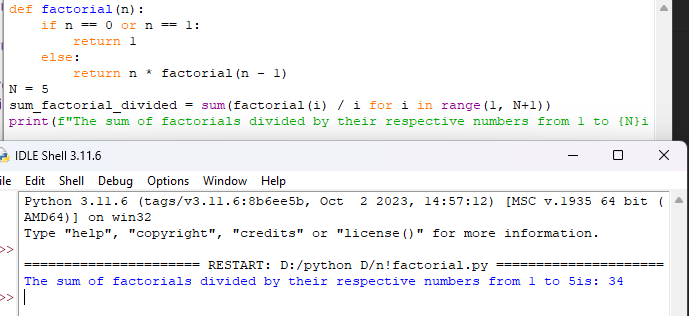 def factorial(n):
    if n == 0 or n == 1:
        return 1
    else:
        return n * factorial(n - 1)
N = 5
sum_factorial_divided = sum(factorial(i) / i for i in range(1, N+1))
print(f"The sum of factorials divided by their respective numbers from 1 to {N}i
IDLE Shell 3.11.6
ile Edit Shell Debug Options Window Help
Python 3.11.6 (tags/v3.11.6:8b6ee5b, Oct  2 2023, 14:57:12) [MSC v.1935 64 bit (
AMD64)] on win32
Type "help", "copyright", "credits" or "license()" for more information.
>>
====================== RESTART: D:/python D/n!factorial.py =====================
The sum of factorials divided by their respective numbers from 1 to 5is: 34
>>